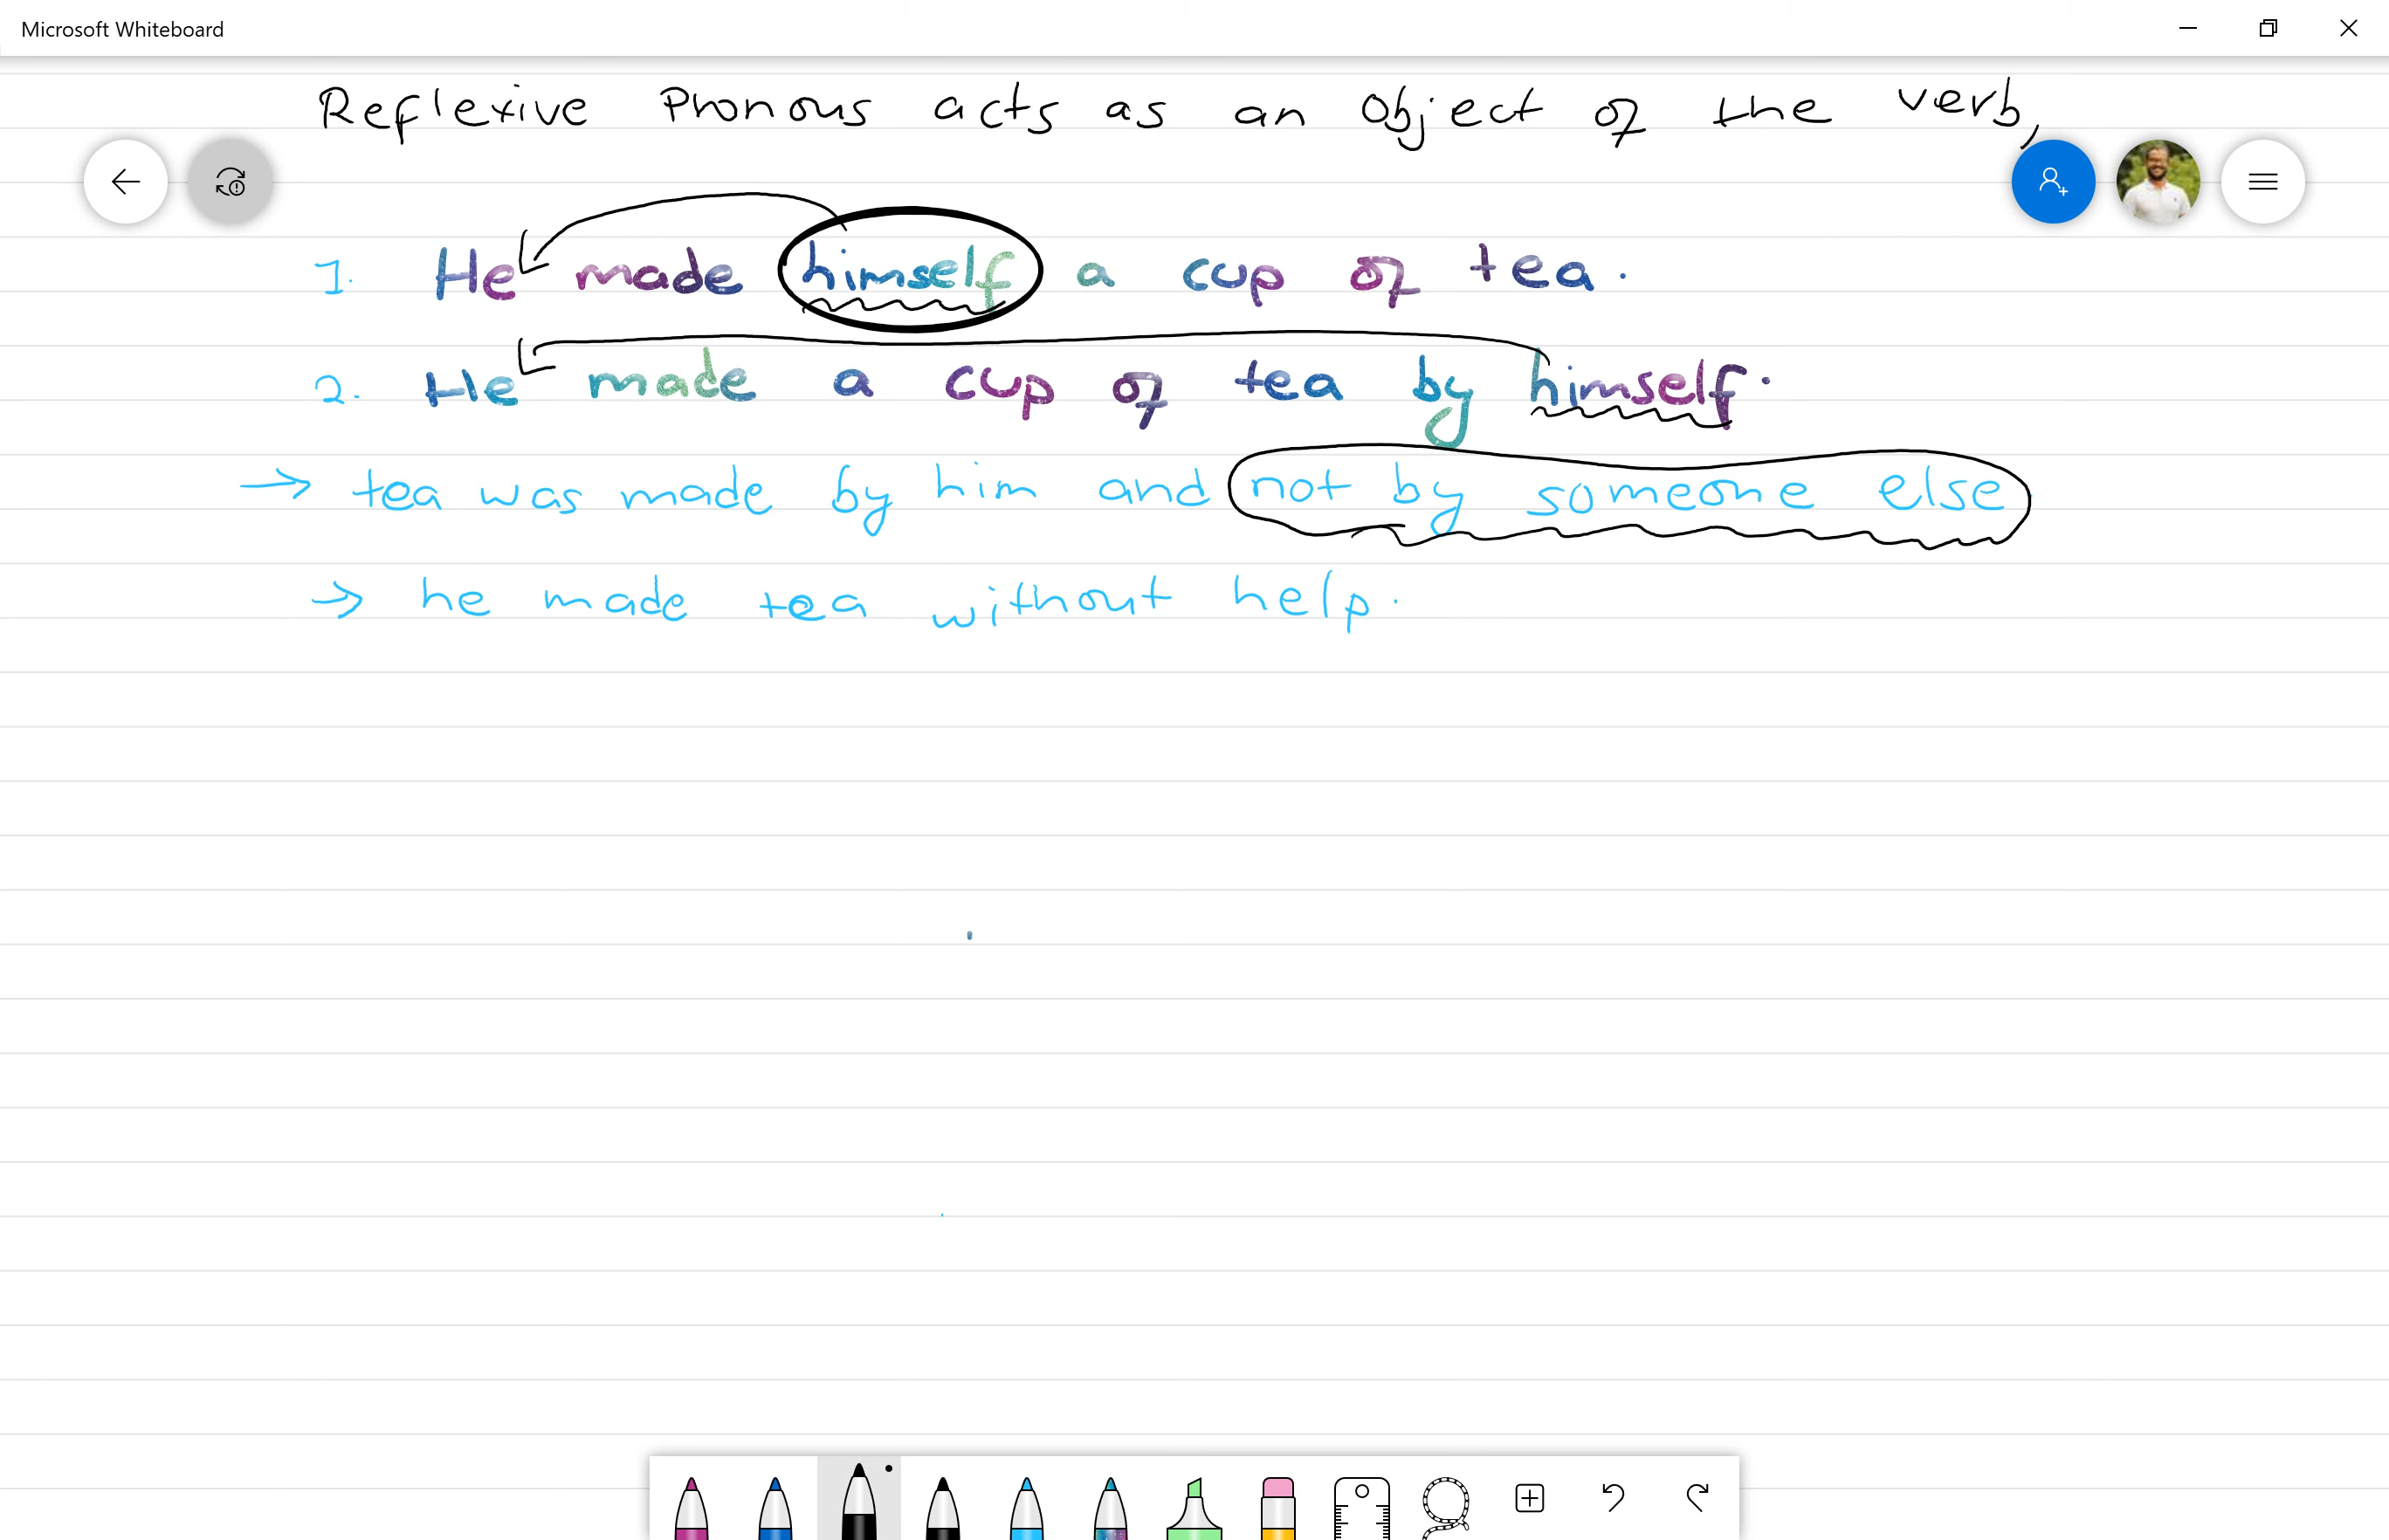 Microsoft Whiteboard
Reflexive Pronous acts as an Object of the verb,
1. He made himself a cup of tea.
2. He made a cup of tea by himself.
→ tea was made by him and not by someone else
→ he made tea without help.